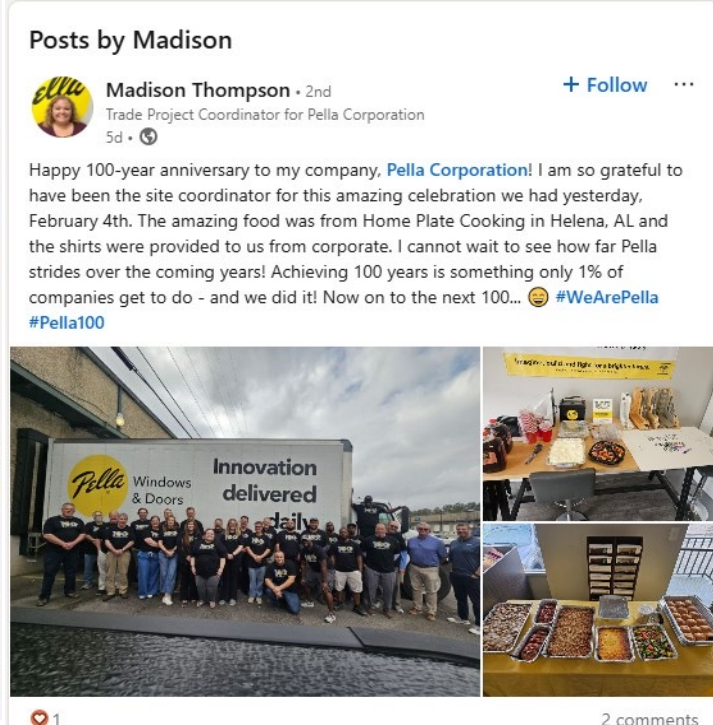 Posts by Madison
ella
Madison Thompson • 2nd
+ Follow
...
Trade Project Coordinator for Pella Corporation
5d •
Happy 100-year anniversary to my company, Pella Corporation! I am so grateful to
have been the site coordinator for this amazing celebration we had yesterday,
February 4th. The amazing food was from Home Plate Cooking in Helena, AL and
the shirts were provided to us from corporate. I cannot wait to see how far Pella
strides over the coming years! Achieving 100 years is something only 1% of
companies get to do - and we did it! Now on to the next 100... 😄 #WeArePella
#Pella100
Pella Windows
& Doors
Innovation
delivered
daily
1
2 comments